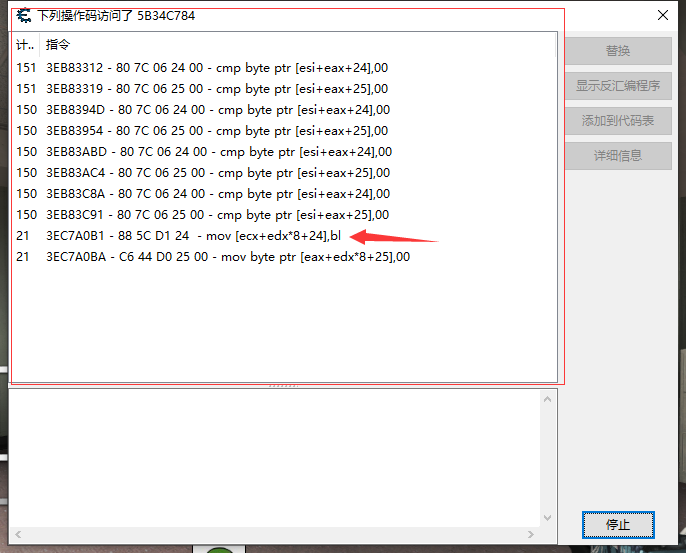 下列操作码访问了 5B34C784
计.. 指令
151 3EB83312 - 80 7C 06 24 00 - cmp byte ptr [esi+eax+24],00
151 3EB83319 - 80 7C 06 25 00 - cmp byte ptr [esi+eax+25],00
150 3EB8394D - 80 7C 06 24 00 - cmp byte ptr [esi+eax+24],00
150 3EB83954 - 80 7C 06 25 00 - cmp byte ptr [esi+eax+25],00
150 3EB83ABD - 80 7C 06 24 00 - cmp byte ptr [esi+eax+24],00
150 3EB83AC4 - 80 7C 06 25 00 - cmp byte ptr [esi+eax+25],00
150 3EB83C8A - 80 7C 06 24 00 - cmp byte ptr [esi+eax+24],00
150 3EB83C91 - 80 7C 06 25 00 - cmp byte ptr [esi+eax+25],00
21 3EC7A0B1 - 88 5C D1 24 - mov [ecx+edx*8+24],bl
21 3EC7A0BA - C6 44 D0 25 00 - mov byte ptr [eax+edx*8+25],00
替换
显示反汇编程序
添加到代码表
详细信息
停止